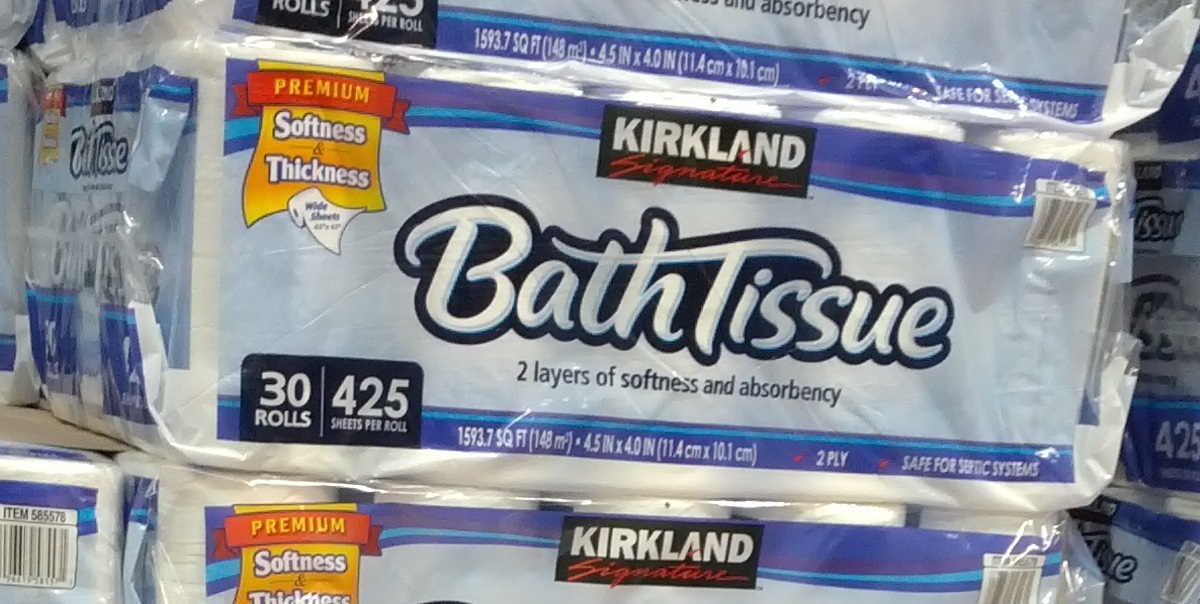 ROLLS
425
SHEETS PER ROLL
and absorbency
1593.7 SQ FT (148 m²) • 4.5 IN x 4.0 IN (11.4 cm x 10.1 cm)
2 PLY
SAFE FOR SEPTIC SYSTEMS
PREMIUM
Softness
&
Thickness
Wide
Sheets
KIRKLAND
Signature
Bath Tissue
2 layers of softness and absorbency
30
ROLLS
425
SHEETS PER ROLL
1593.7 SQ FT (148 m²) • 4.5 IN x 4.0 IN (11.4 cm x 10.1 cm)
2 PLY
SAFE FOR SEPTIC SYSTEMS
ITEM 585578
PREMIUM
Softness
&
Thickness
KIRKLAND
Signature